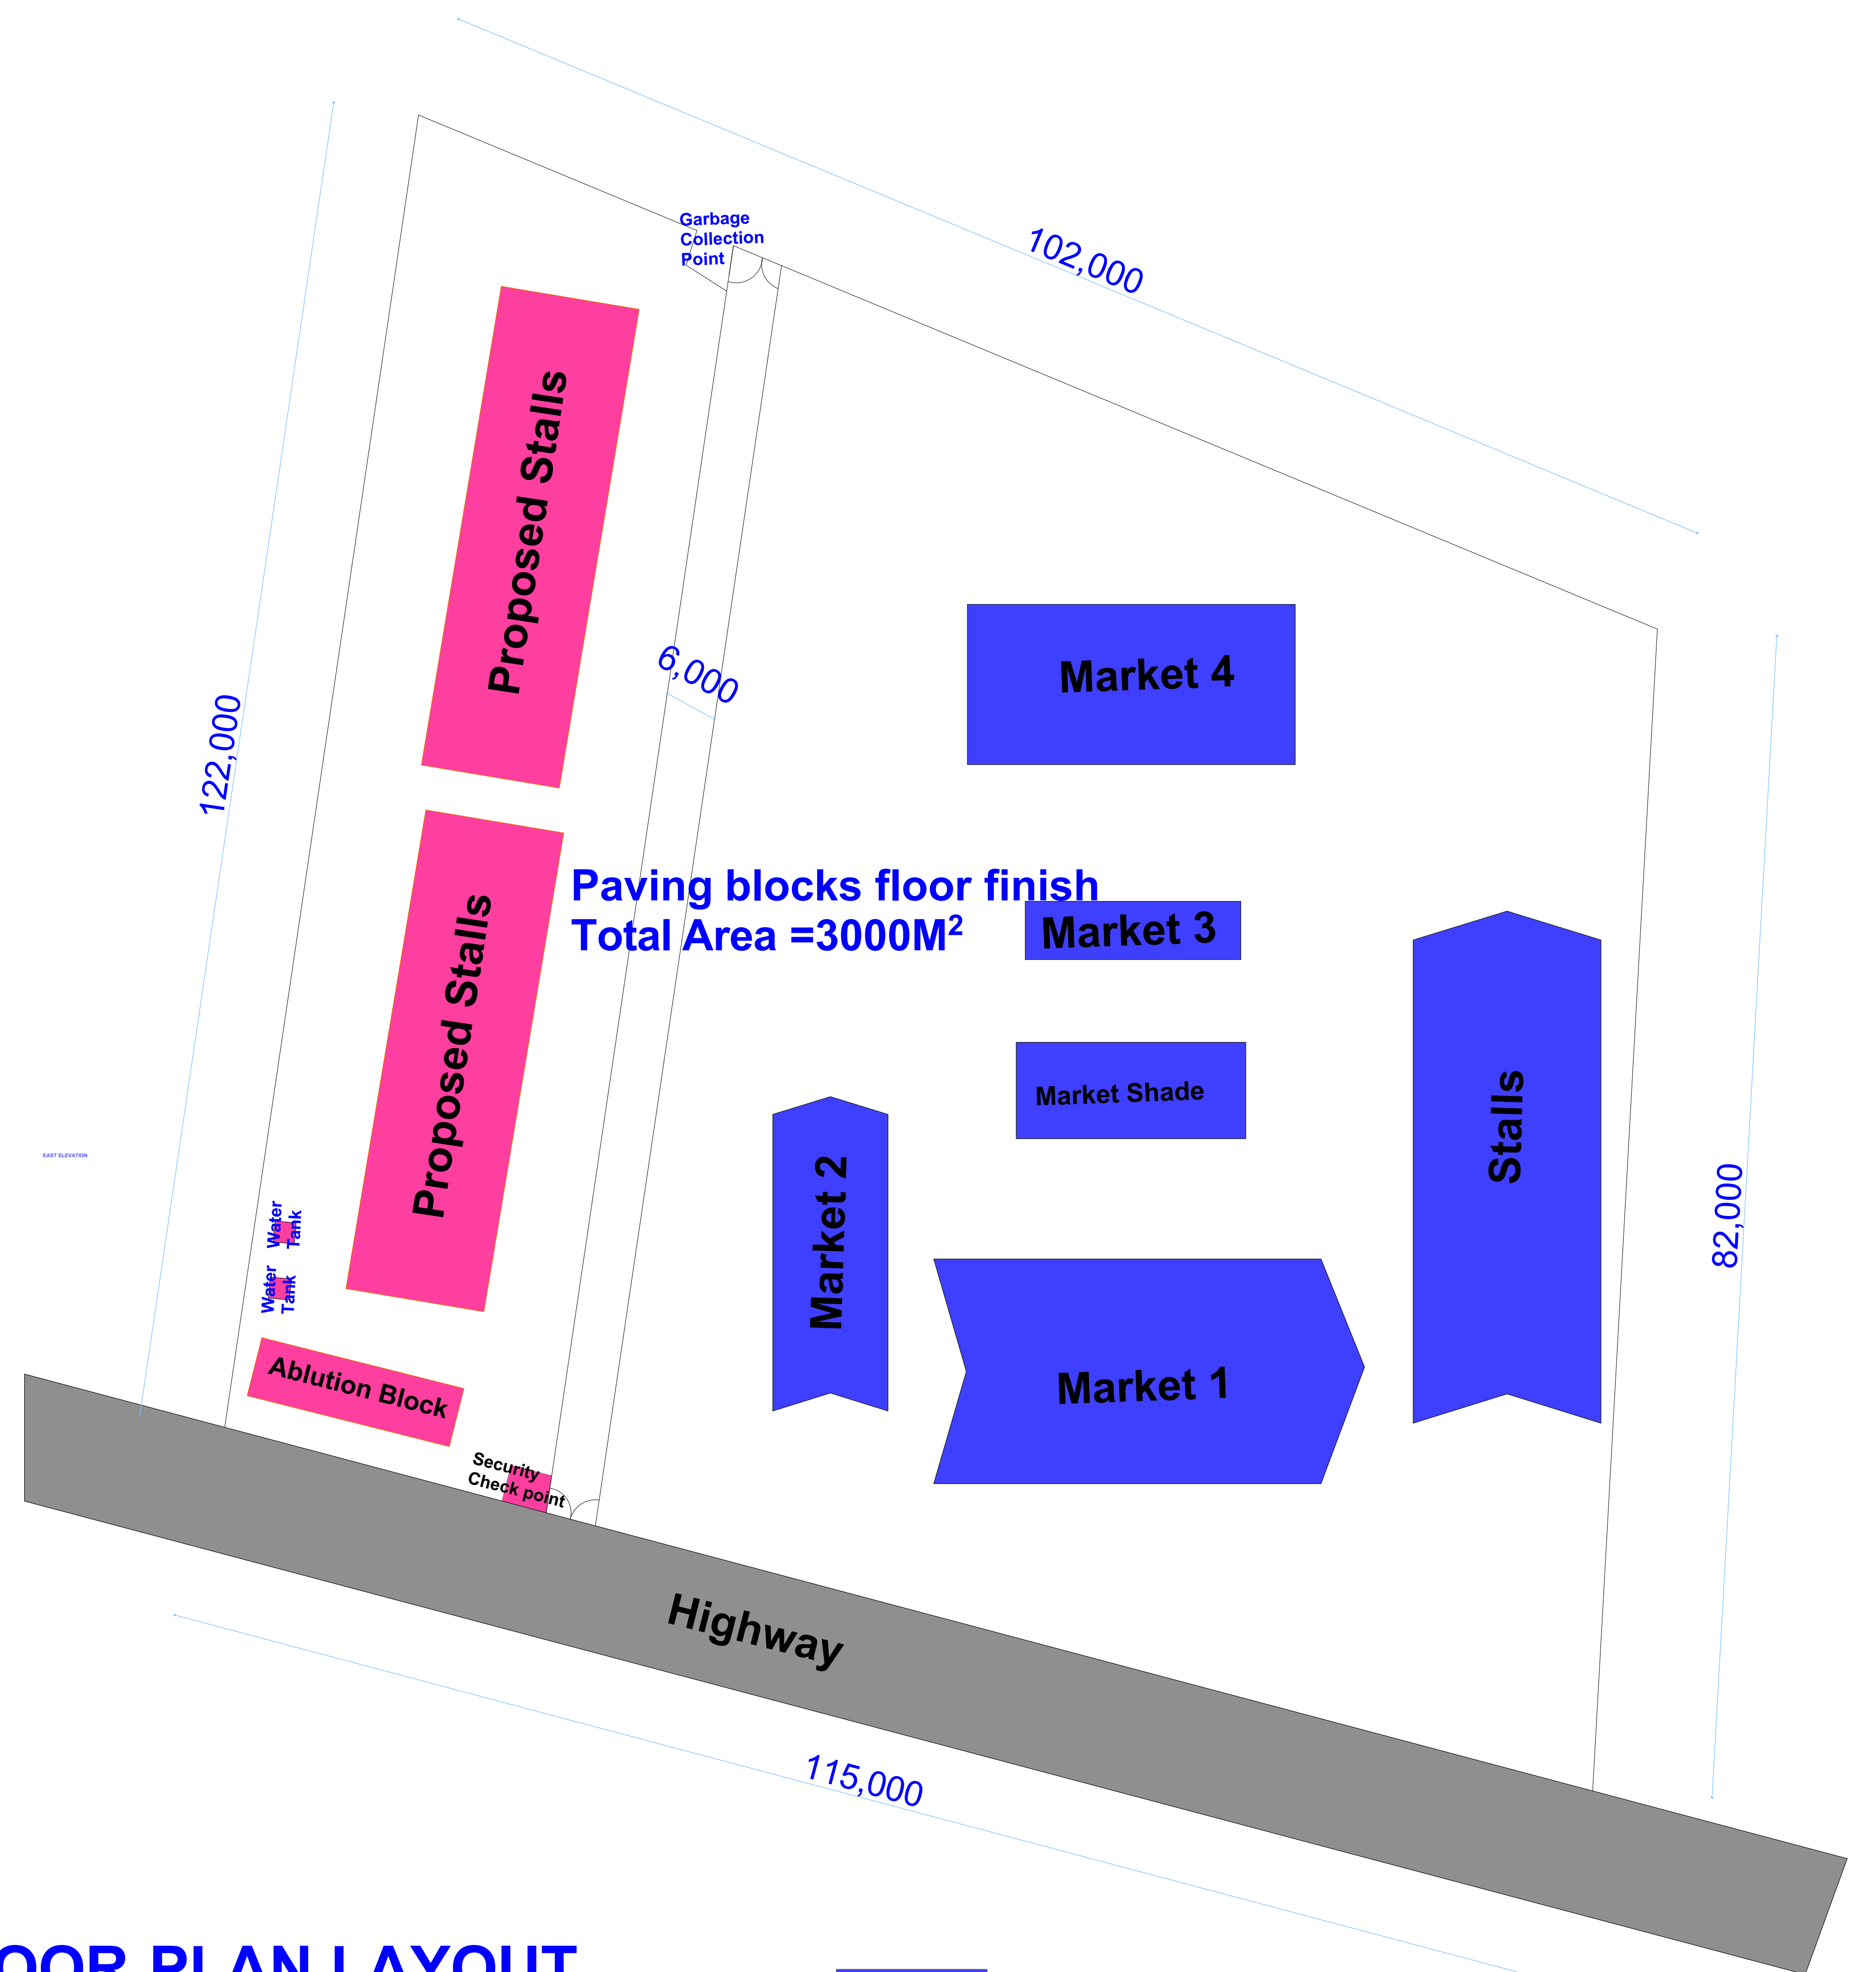 102,000
Garbage
Collection
Point
122,000
Proposed Stalls
6,000
Market 4
Paving blocks floor finish
Total Area =3000M²
Market 3
Proposed Stalls
Market Shade
Stalls
EAST ELEVATION
Market 2
82,000
Water
Tank
Water
Tank
Ablution Block
Market 1
Security
Check point
Highway
115,000
OOR PLAN LAYOUT